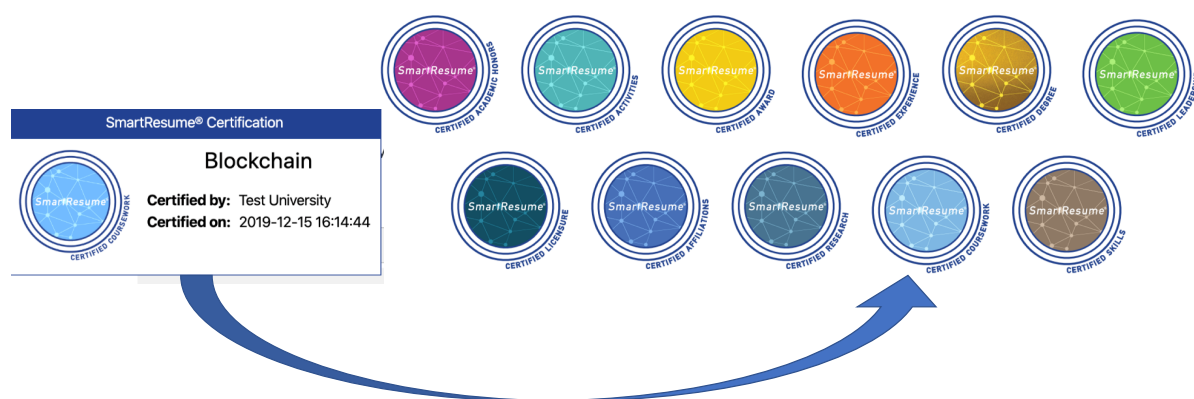 SmartResume®
CERTIFIED ACADEMIC HONORS
SmartResume®
CERTIFIED ACTIVITIES
SmartResume®
CERTIFIED AWARD
SmartResume®
CERTIFIED EXPERIENCE
SmartResume®
CERTIFIED DEGREE
SmartResume®
CERTIFIED
SmartResume® Certification
SmartResume®
CERTIFIED COURSEWORK
Blockchain
Certified by: Test University
Certified on: 2019-12-15 16:14:44
SmartResume®
CERTIFIED LICENSURE
SmartResume®
CERTIFIED AFFILIATIONS
SmartResume®
CERTIFIED RESEARCH
SmartResume®
CERTIFIED COURSEWORK
SmartResume®
CERTIFIED SKILLS